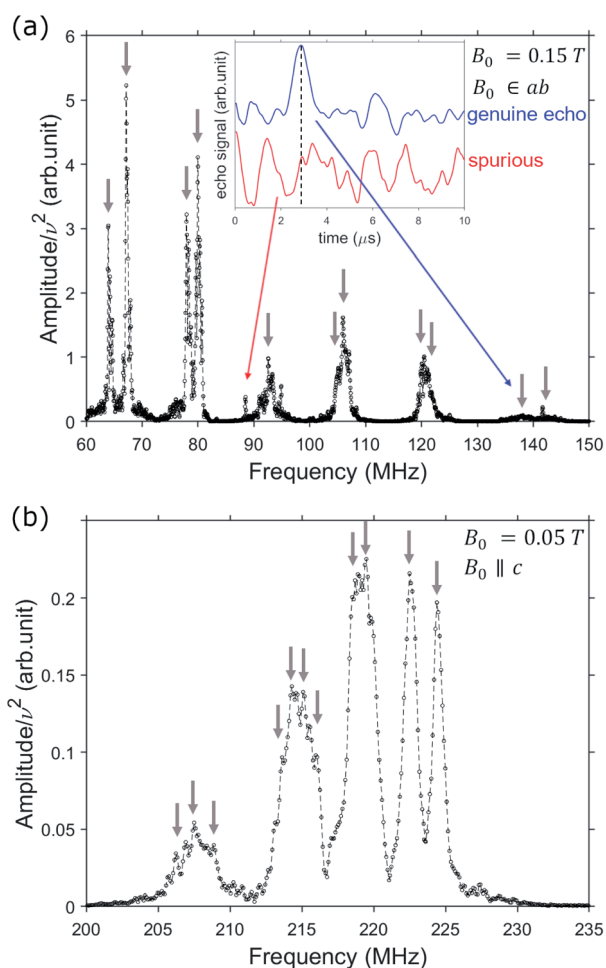 (a)
Amplitude/ν² (arb.unit)
6
5
4
3
2
1
0
echo signal (arb.unit)
0 2 4 6 8 10
time (μs)
B₀ = 0.15 T
B₀ ∈ ab
genuine echo
spurious
60 70 80 90 100 110 120 130 140 150
Frequency (MHz)
(b)
Amplitude/ν² (arb.unit)
0.2
0.15
0.1
0.05
0
B₀ = 0.05 T
B₀ ∥ c
200 205 210 215 220 225 230 235
Frequency (MHz)